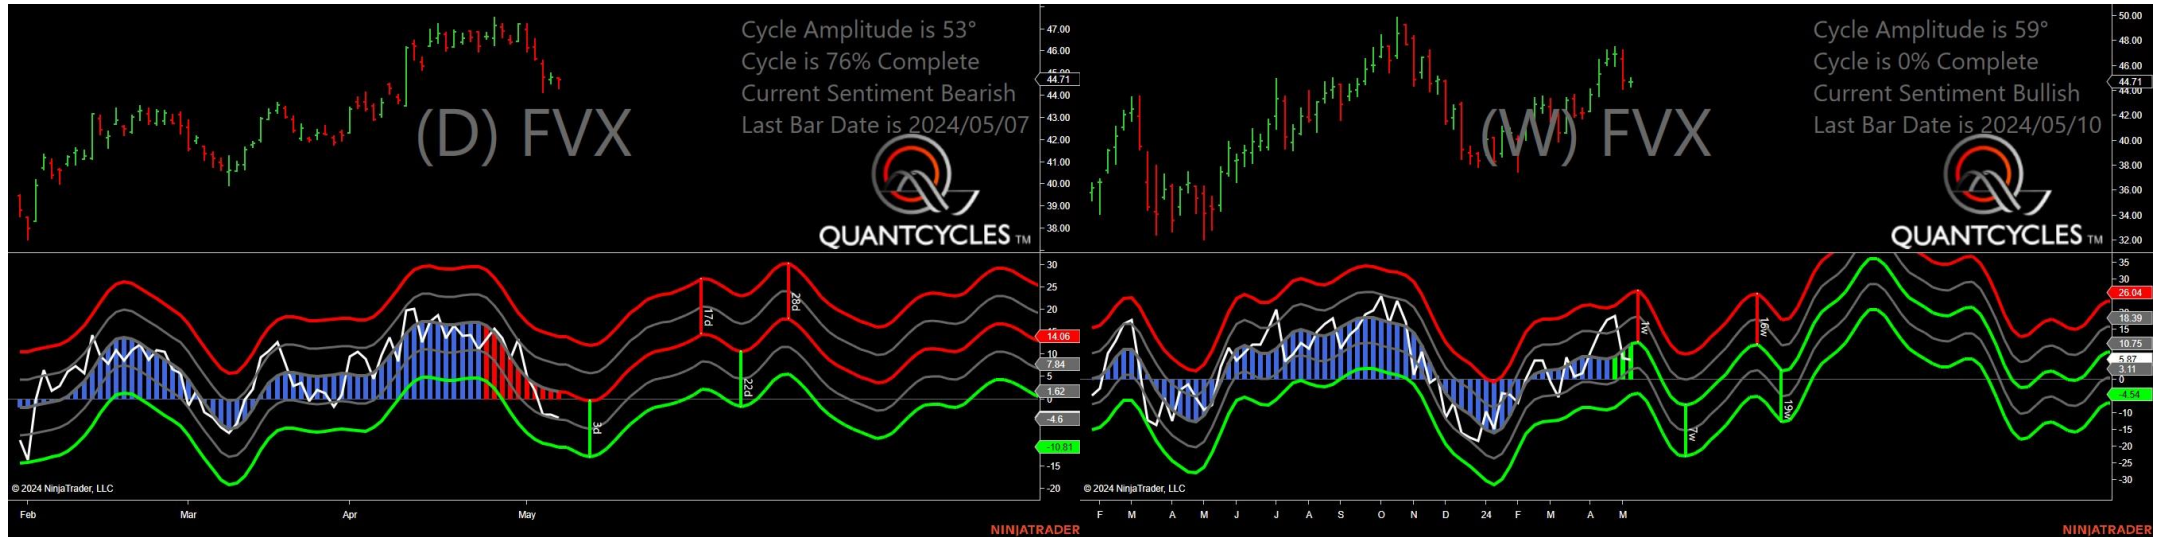 Cycle Amplitude is 53°
Cycle is 76% Complete
Current Sentiment Bearish
Last Bar Date is 2024/05/07
(D) FVX
QUANTCYCLES TM
47.00
46.00
44.71
44.00
43.00
42.00
41.00
40.00
39.00
38.00
30
25
20
14.06
10
7.84
5
1.62
0
-4.6
-10.81
-15
-20
17d
28d
22d
3d
© 2024 NinjaTrader, LLC
Feb Mar Apr May
NINJATRADER
Cycle Amplitude is 59°
Cycle is 0% Complete
Current Sentiment Bullish
Last Bar Date is 2024/05/10
(W) FVX
QUANTCYCLES TM
50.00
48.00
46.00
44.71
42.00
40.00
38.00
36.00
34.00
32.00
35
30
26.04
18.39
15
10.75
5.87
3.11
0
-4.54
-10
-15
-20
-25
-30
1w
16w
19w
7w
© 2024 NinjaTrader, LLC
F M A M J J A S O N D 24 F M A M
NINJATRADER